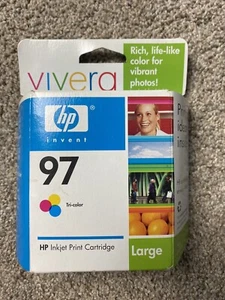 vivera
Rich, life-like
color for
vibrant
photos!
hp
invent
97
Tri-color
HP Inkjet Print Cartridge
Large